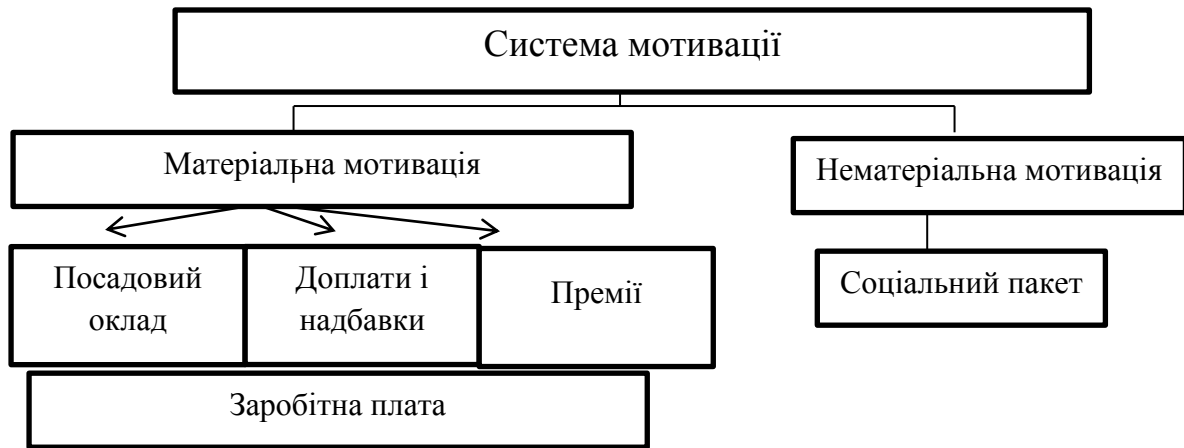 Система мотивації
Матеріальна мотивація
Нематеріальна мотивація
Посадовий
оклад
Доплати і
надбавки
Премії
Соціальний пакет
Заробітна плата